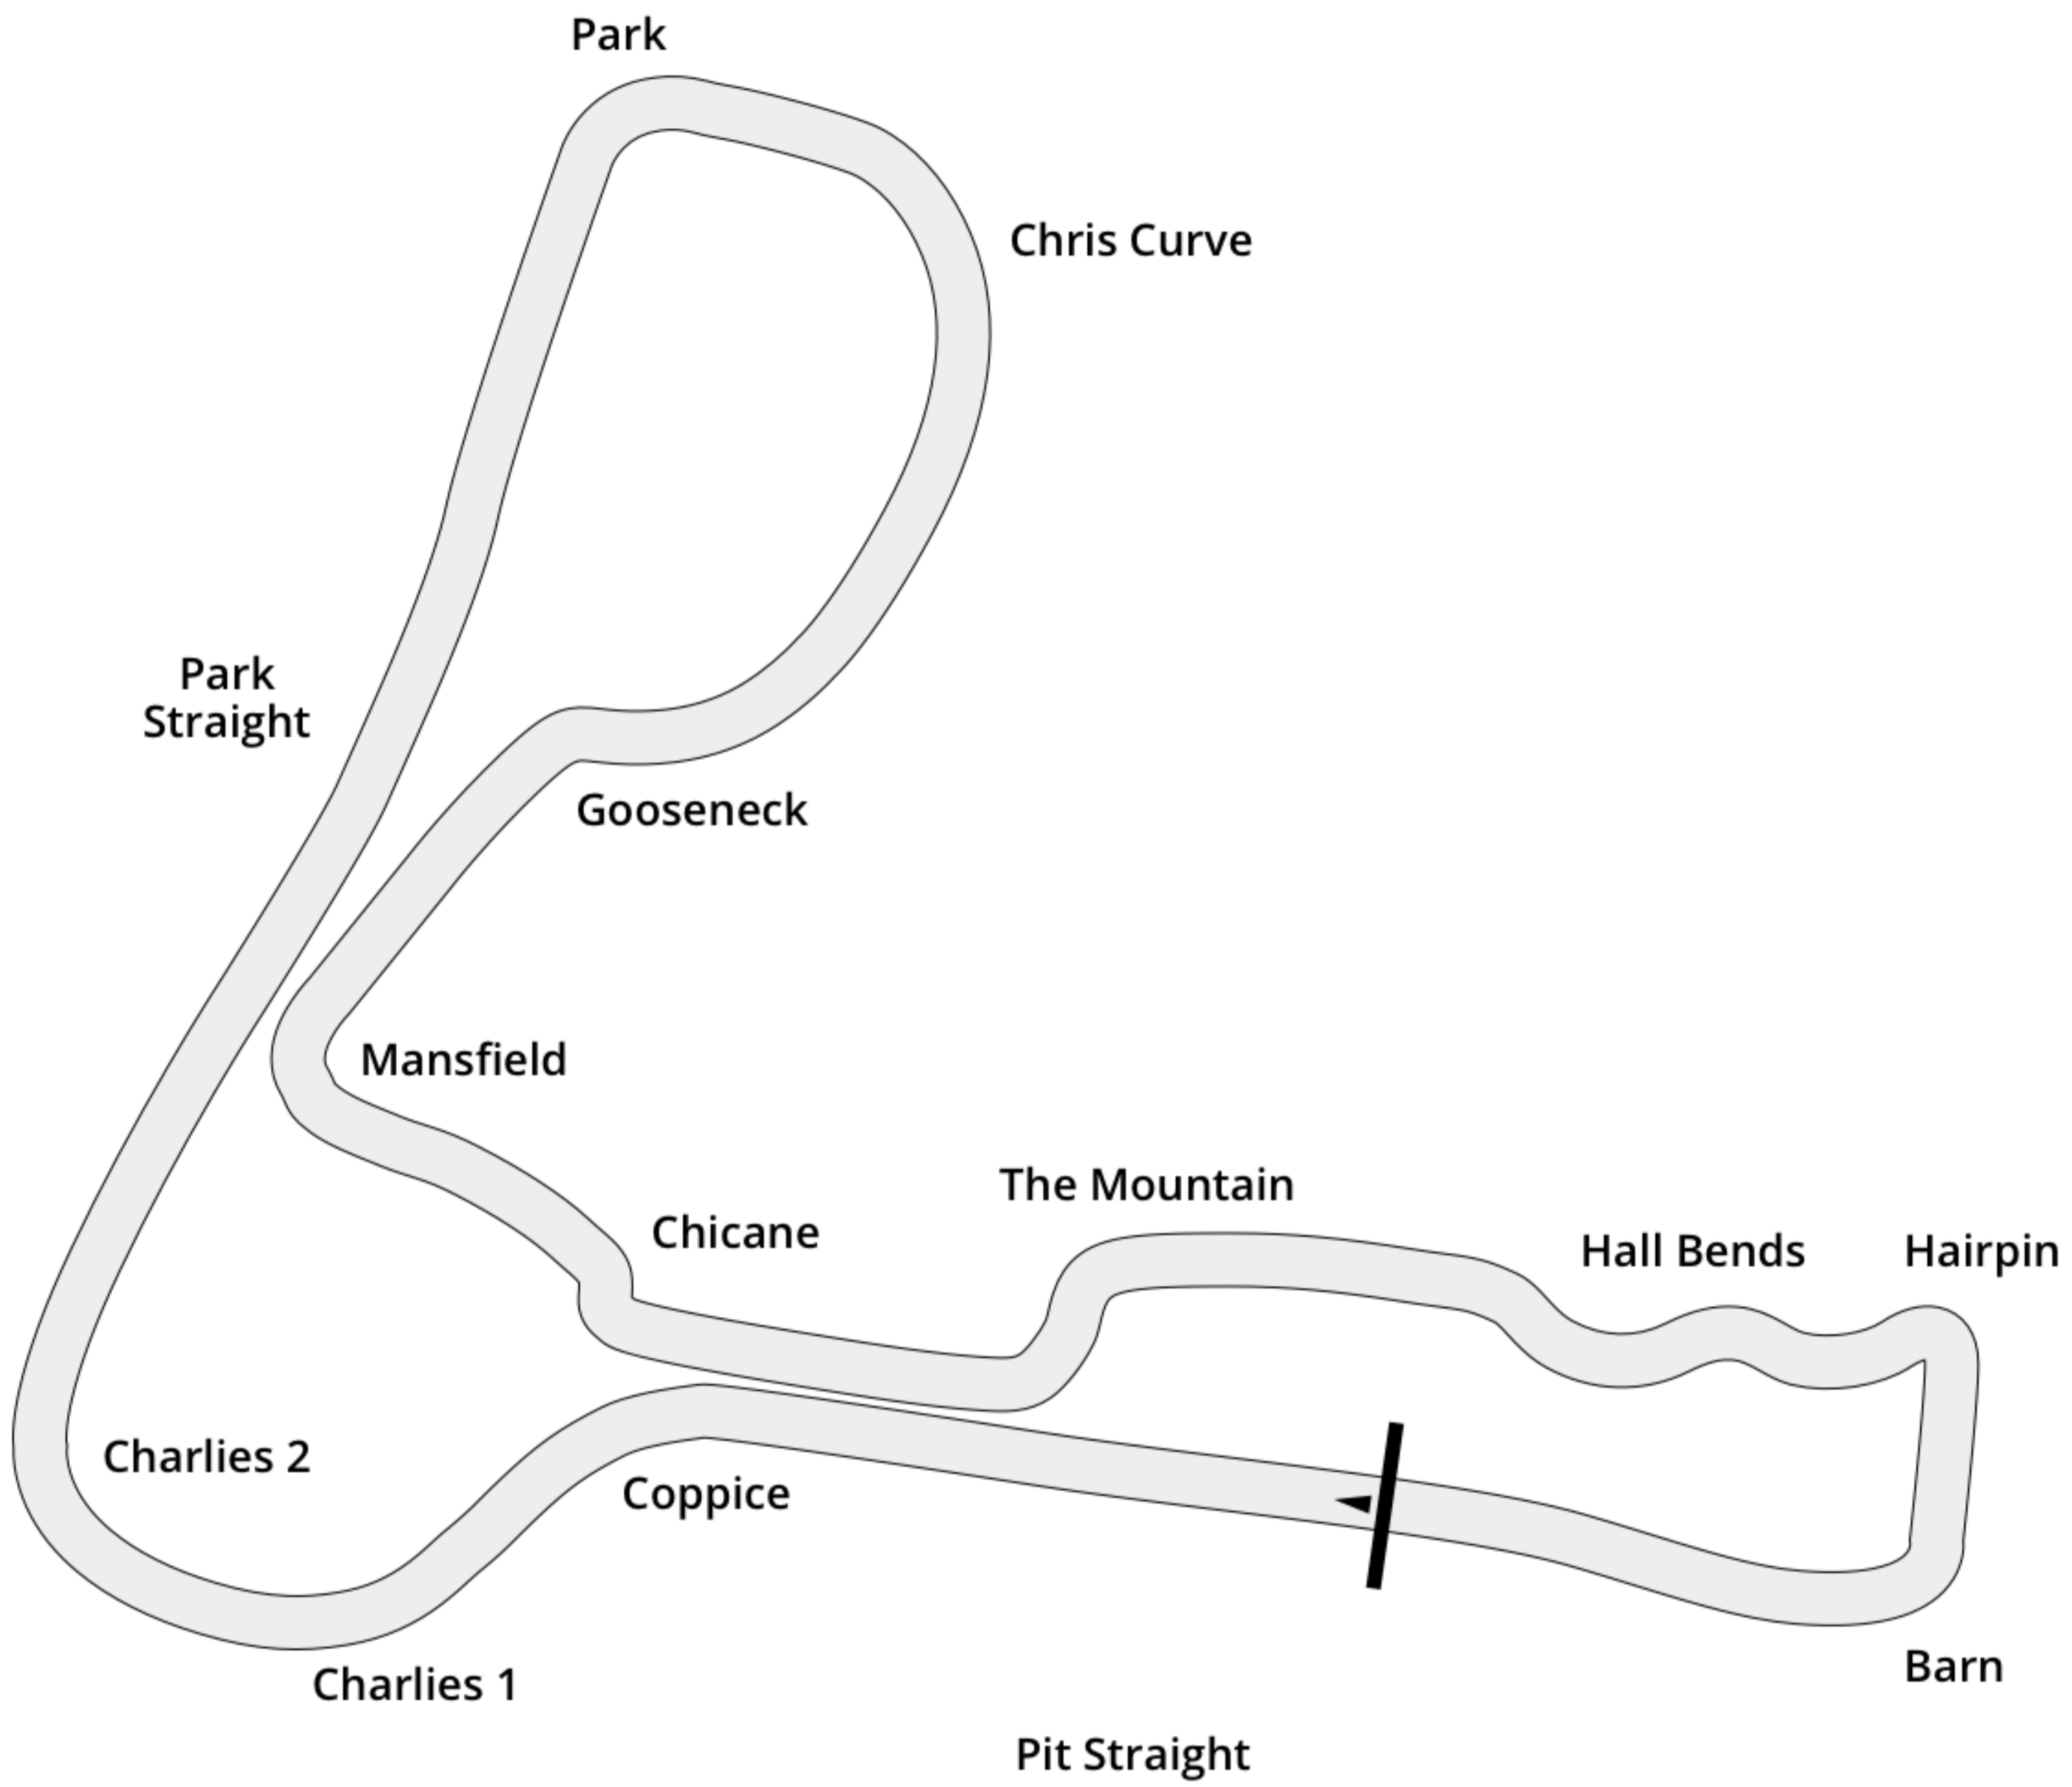 Park
Chris Curve
Park
Straight
Gooseneck
Mansfield
The Mountain
Chicane
Hall Bends
Hairpin
Charlies 2
Coppice
Barn
Charlies 1
Pit Straight